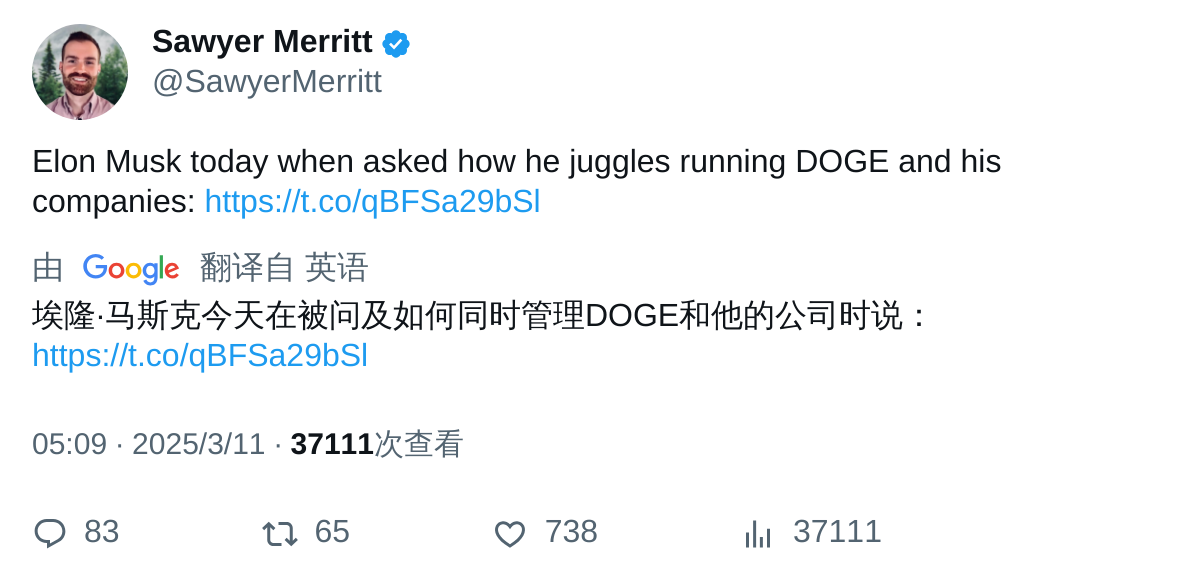 Sawyer Merritt
@SawyerMerritt
Elon Musk today when asked how he juggles running DOGE and his
companies: https://t.co/qBFSa29bSl
由 Google 翻译自 英语
埃隆·马斯克今天在被问及如何同时管理DOGE和他的公司时说：
https://t.co/qBFSa29bSl
05:09 · 2025/3/11 · 37111次查看
83 65 738 37111